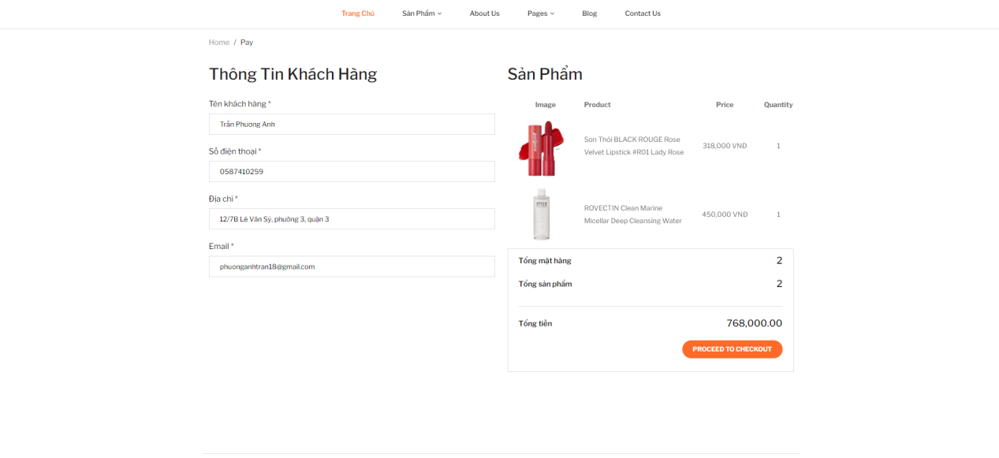 Trang Chủ Sản Phẩm About Us Pages Blog Contact Us
Home / Pay
Thông Tin Khách Hàng
Tên khách hàng *
Trần Phương Anh
Số điện thoại *
0587410259
Địa chỉ *
12/7B Lê Văn Sỹ, phường 3, quận 3
Email *
phuonganhtran18@gmail.com
Sản Phẩm
Image Product Price Quantity
Son Thỏi BLACK ROUGE Rose
Velvet Lipstick #R01 Lady Rose
318,000 VNĐ 1
ROVECTIN Clean Marine
Micellar Deep Cleansing Water
450,000 VNĐ 1
Tổng mặt hàng 2
Tổng sản phẩm 2
Tổng tiền 768,000.00
PROCEED TO CHECKOUT